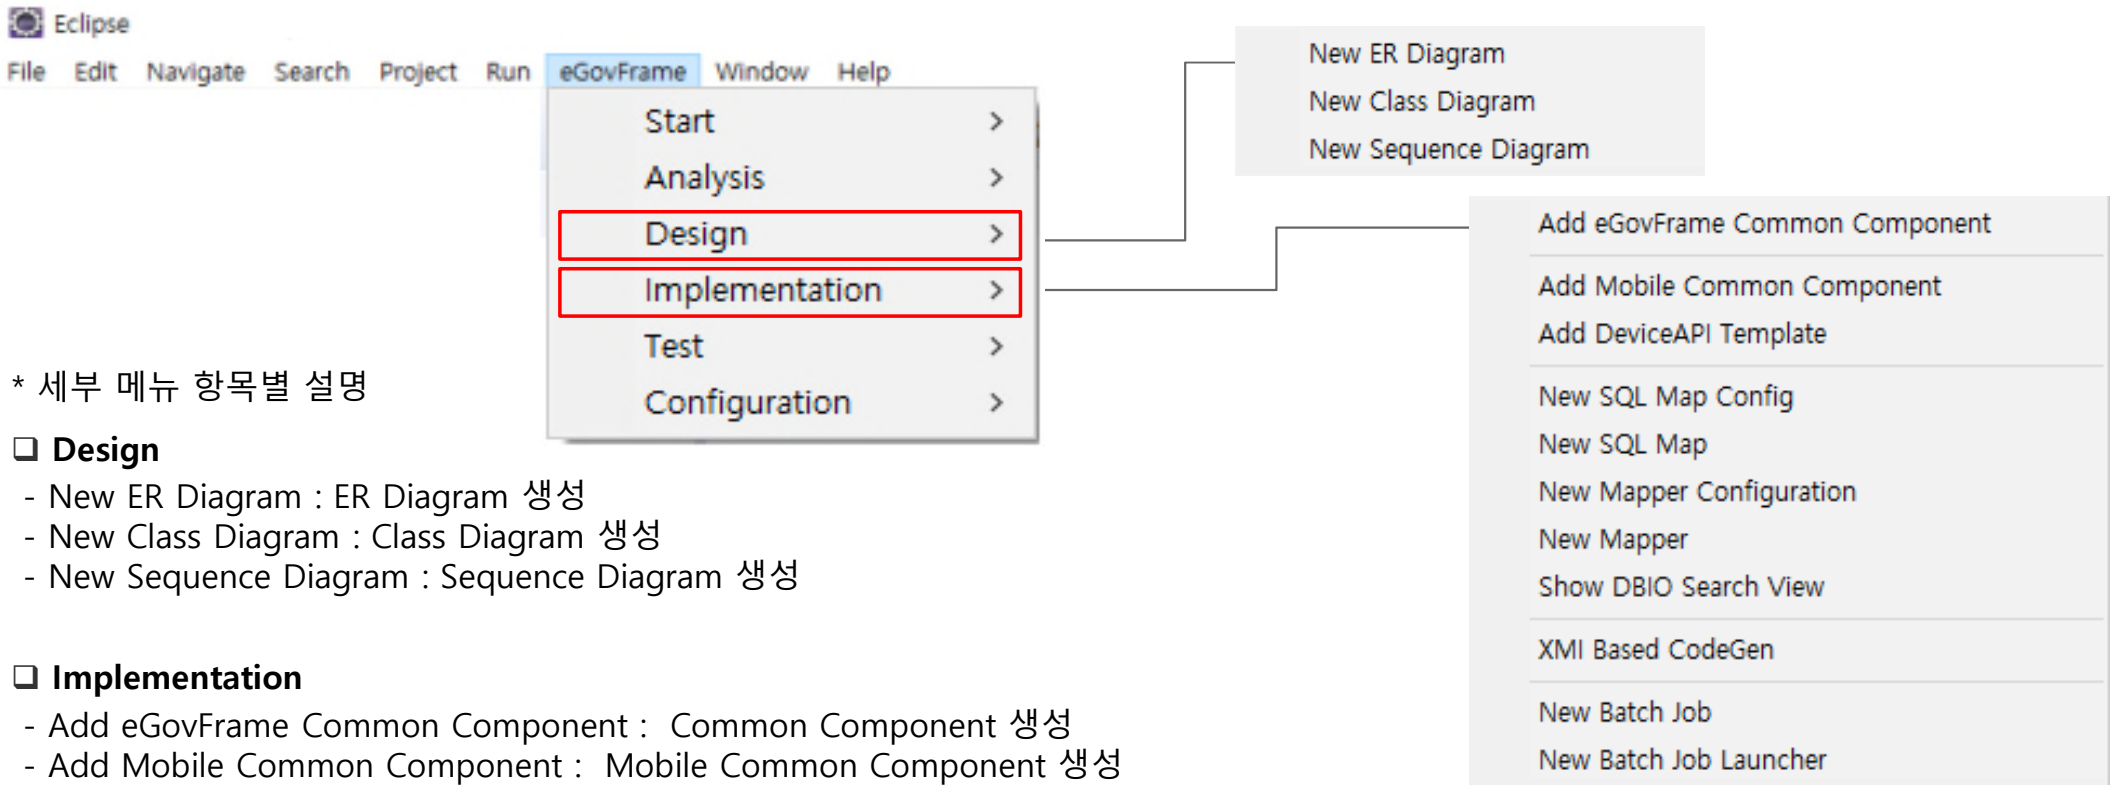 Eclipse
File Edit Navigate Search Project Run eGovFrame Window Help
Start >
Analysis >
Design >
Implementation >
Test >
Configuration >
New ER Diagram
New Class Diagram
New Sequence Diagram
Add eGovFrame Common Component
Add Mobile Common Component
Add DeviceAPI Template
New SQL Map Config
New SQL Map
New Mapper Configuration
New Mapper
Show DBIO Search View
XMI Based CodeGen
New Batch Job
New Batch Job Launcher
* 세부 메뉴 항목별 설명
❑ Design
- New ER Diagram : ER Diagram 생성
- New Class Diagram : Class Diagram 생성
- New Sequence Diagram : Sequence Diagram 생성
❑ Implementation
- Add eGovFrame Common Component : Common Component 생성
- Add Mobile Common Component : Mobile Common Component 생성